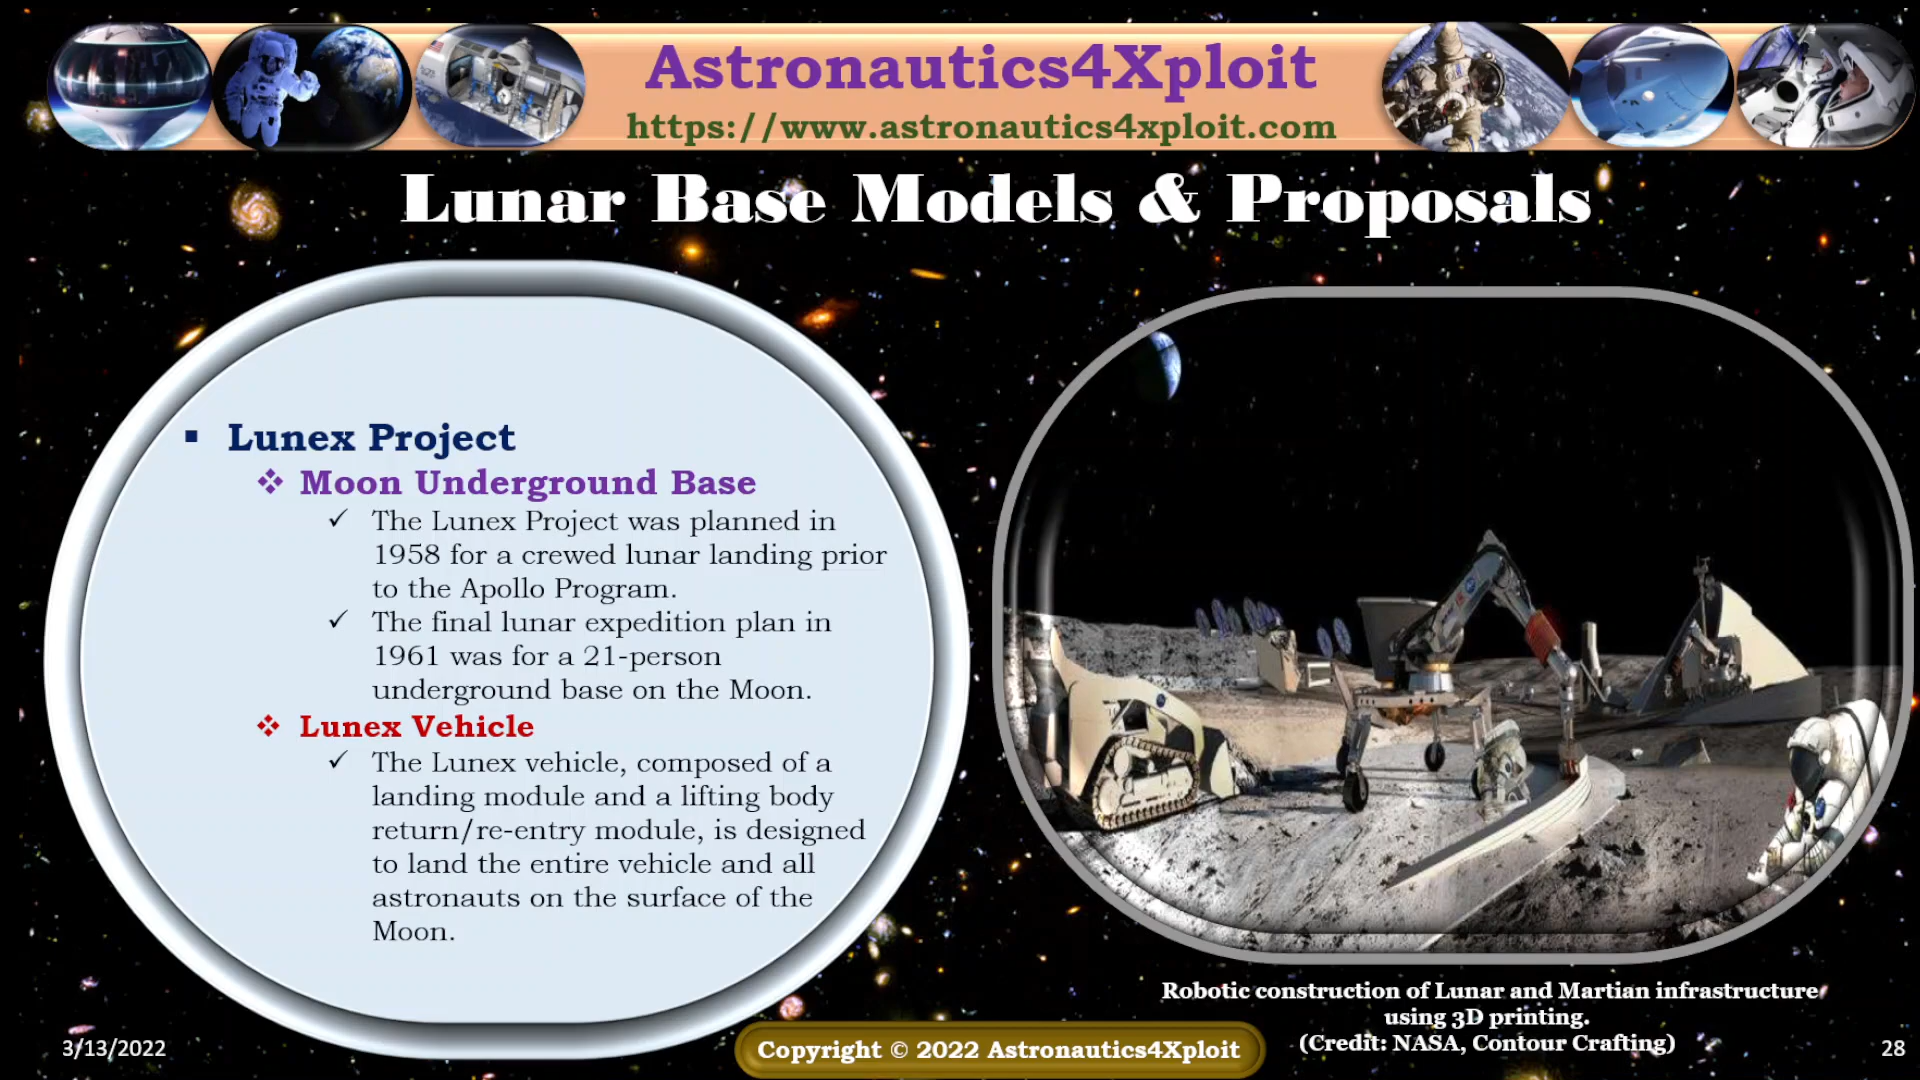 Astronautics4Xploit
https://www.astronautics4xploit.com
Lunar Base Models & Proposals
Lunex Project
Moon Underground Base
The Lunex Project was planned in
1958 for a crewed lunar landing prior
to the Apollo Program.
The final lunar expedition plan in
1961 was for a 21-person
underground base on the Moon.
Lunex Vehicle
The Lunex vehicle, composed of a
landing module and a lifting body
return/re-entry module, is designed
to land the entire vehicle and all
astronauts on the surface of the
Moon.
Robotic construction of Lunar and Martian infrastructure
using 3D printing.
(Credit: NASA, Contour Crafting)
3/13/2022
Copyright © 2022 Astronautics4Xploit
28